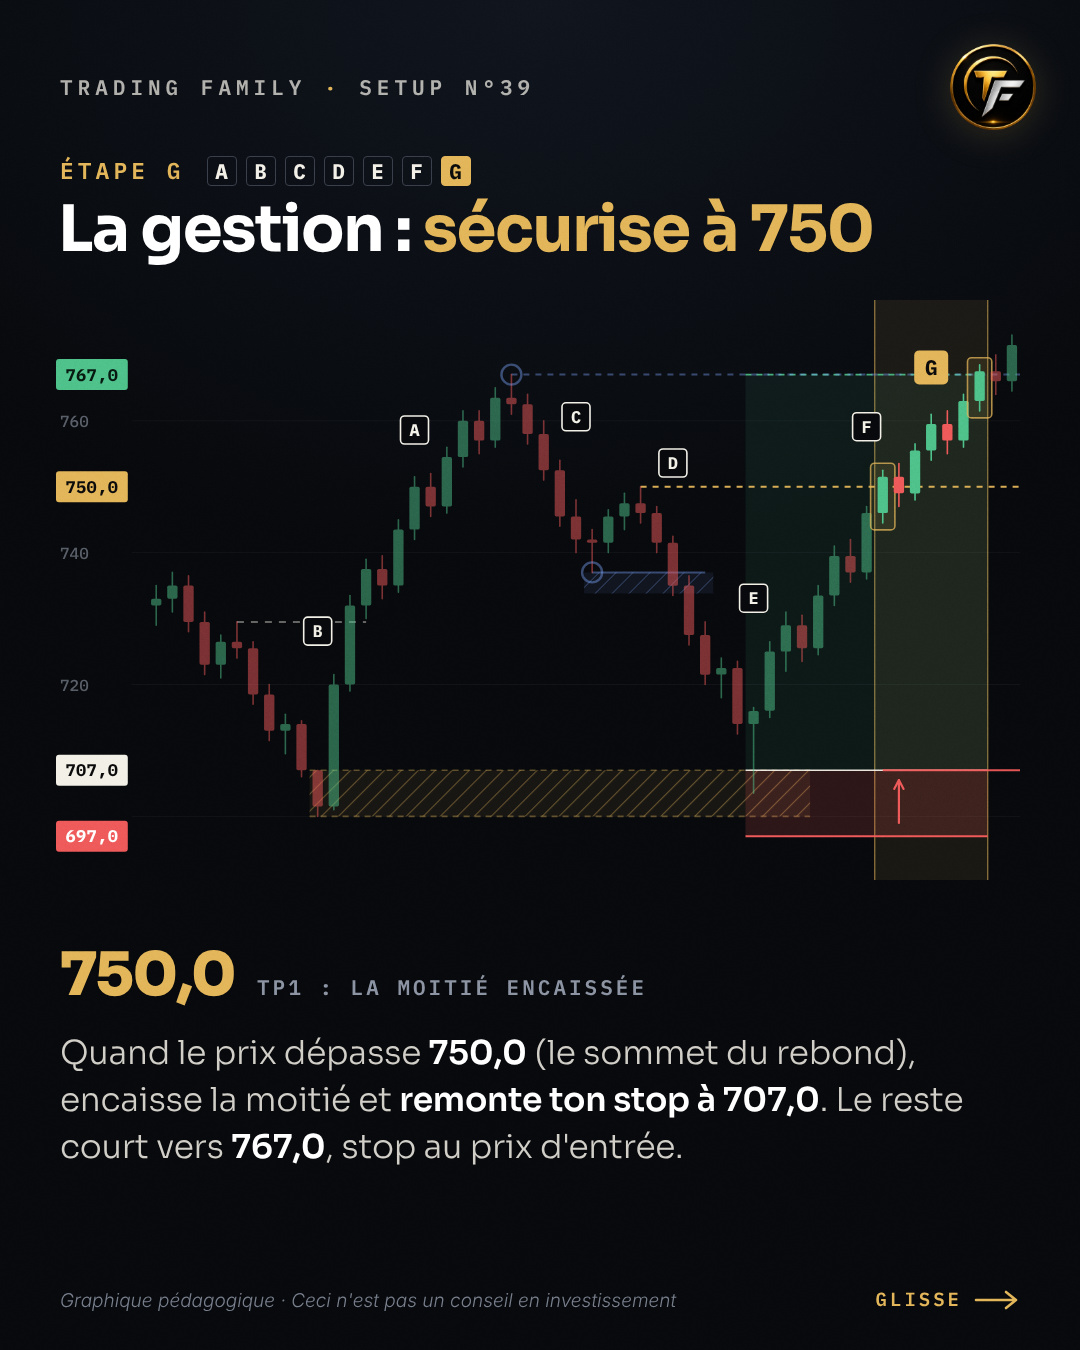 TRADING FAMILY · SETUP N°39
TF
ÉTAPE G A B C D E F G
La gestion : sécurise à 750
767,0
760
750,0
740
720
707,0
697,0
A
B
C
D
E
F
G
750,0 TP1 : LA MOITIÉ ENCAISSÉE
Quand le prix dépasse 750,0 (le sommet du rebond),
encaisse la moitié et remonte ton stop à 707,0. Le reste
court vers 767,0, stop au prix d'entrée.
Graphique pédagogique · Ceci n'est pas un conseil en investissement
GLISSE